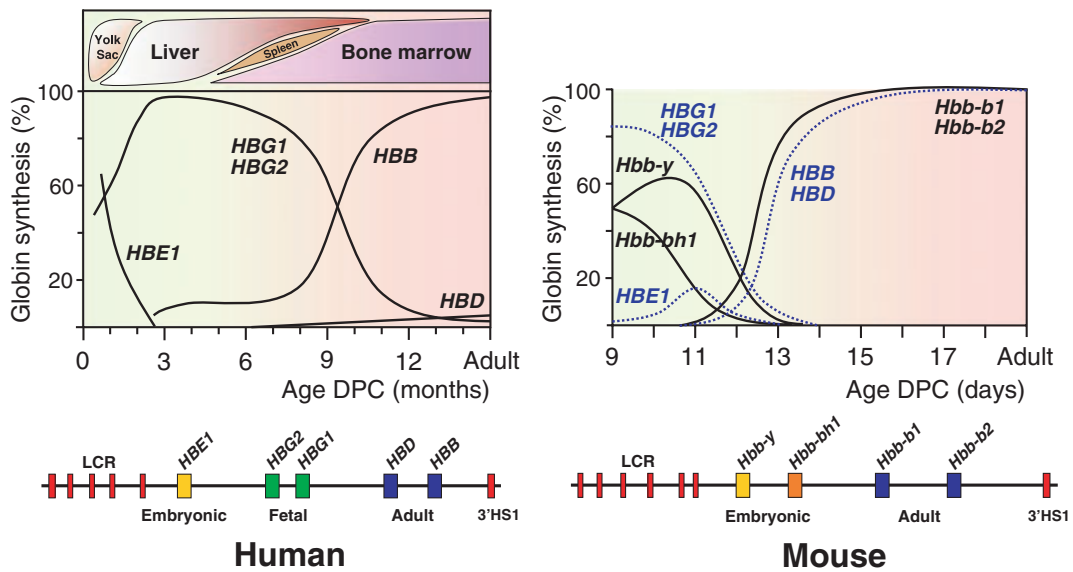 Yolk
Sac
Liver
Spleen
Bone marrow
Globin synthesis (%)
100
60
20
HBG1
HBG2
HBB
HBE1
HBD
0 3 6 9 12 Adult
Age DPC (months)
LCR
HBE1
HBG2
HBG1
HBD
HBB
Embryonic Fetal Adult 3'HS1
Human
Globin synthesis (%)
100
60
20
HBG1
HBG2
Hbb-y
Hbb-bh1
HBE1
Hbb-b1
Hbb-b2
HBB
HBD
9 11 13 15 17 Adult
Age DPC (days)
LCR
Hbb-y
Hbb-bh1
Hbb-b1
Hbb-b2
Embryonic Adult 3'HS1
Mouse